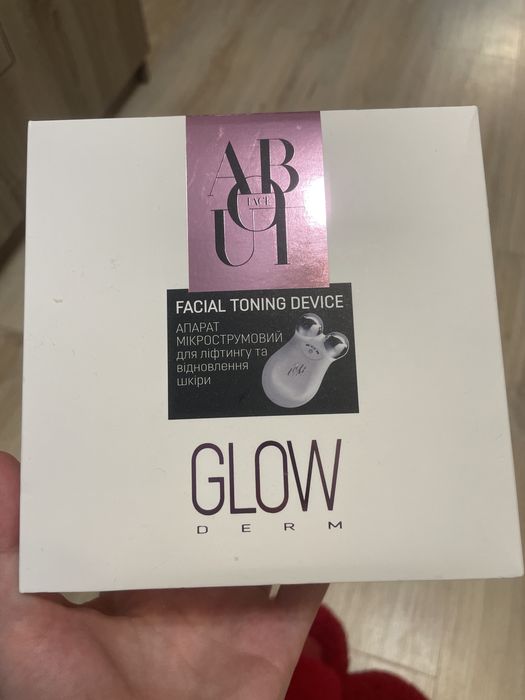 ABOUT
FACE
FACIAL TONING DEVICE
АПАРАТ
МІКРОСТРУМОВИЙ
для ліфтингу та
відновлення
шкіри
GLOW
DERM